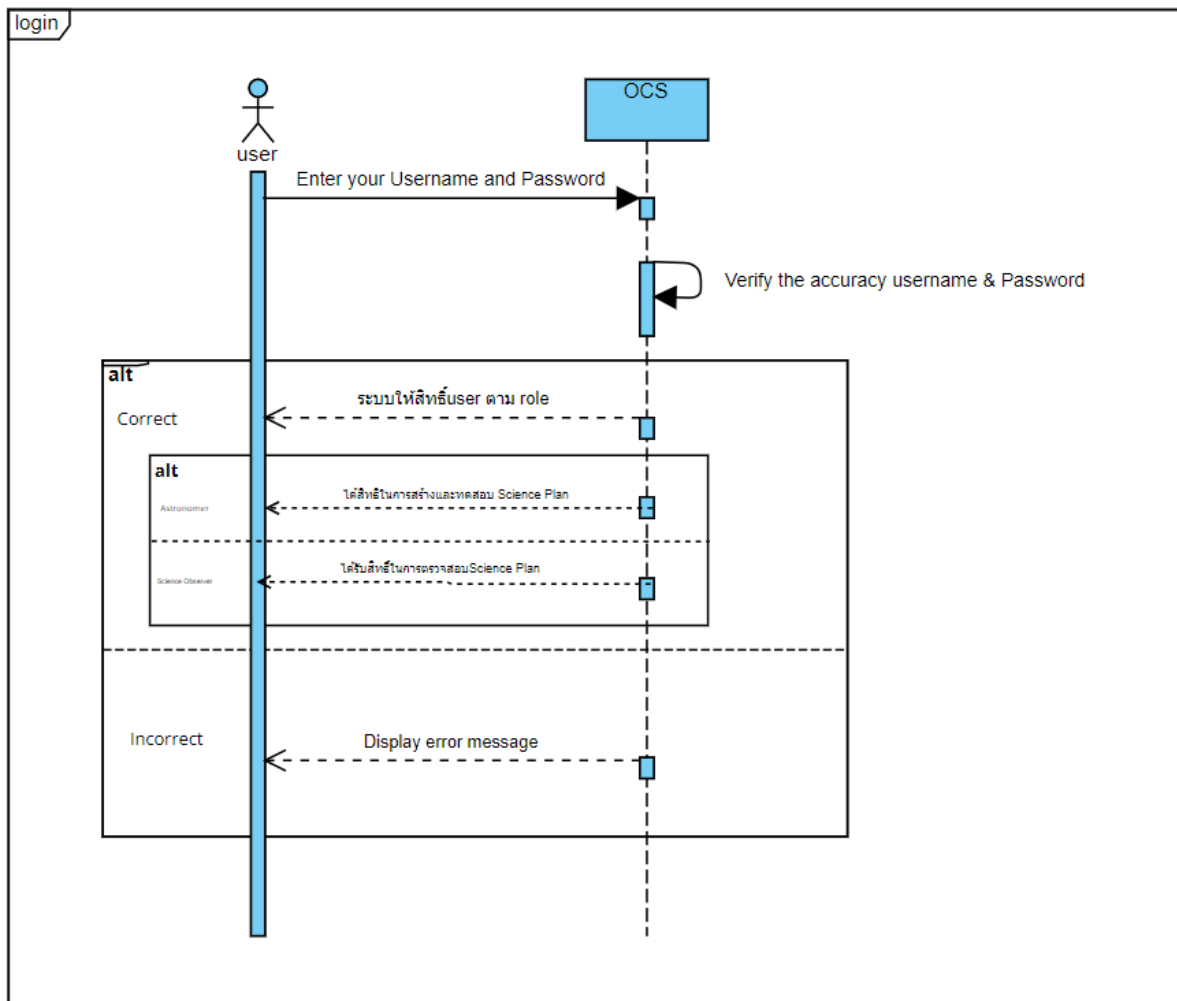 login
OCS
user
Enter your Username and Password
Verify the accuracy username & Password
alt
ระบบให้สิทธิ์user ตาม role
Correct
alt
ได้สิทธิในการสร้างและทดสอบ Science Plan
Astronomer
ได้รับสิทธิ์ในการตรวจสอบScience Plan
Science Observer
Incorrect
Display error message